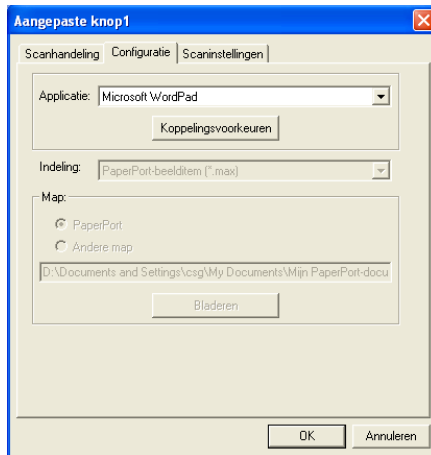 Aangepaste knop1
Scanhandeling Configuratie Scaninstellingen
Applicatie: Microsoft WordPad
Koppelingsvoorkeuren
Indeling: PaperPort-beelditem (*.max)
Map:
PaperPort
Andere map
D:\Documents and Settings\csg\My Documents\Mijn PaperPort-docu
Bladeren
OK Annuleren